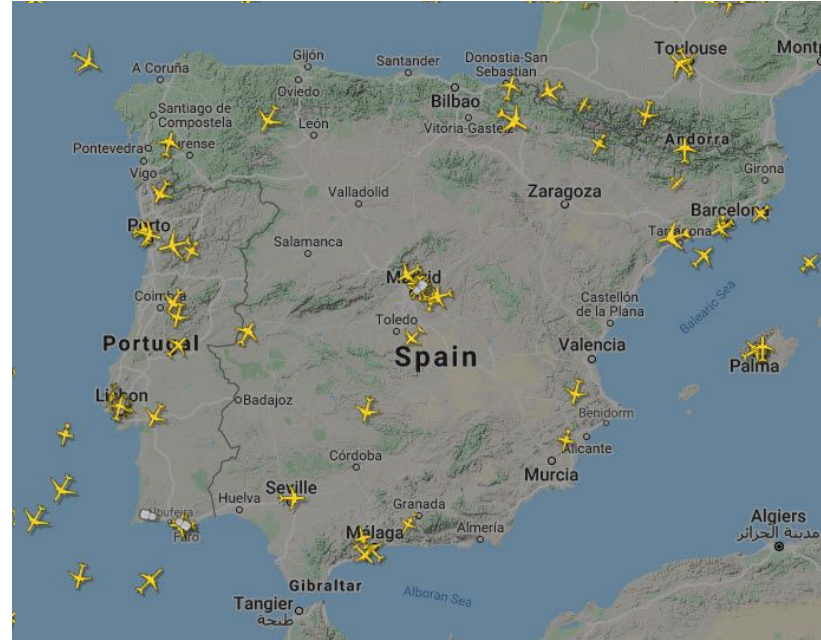 Toulouse
Montp
Gijón
Santander
Donostia-San
Sebastian
A Coruña
Oviedo
Bilbao
Santiago de
Compostela
León
Vitoria-Gasteiz
Pontevedra
Ourense
Andorra
Vigo
Girona
Valladolid
Zaragoza
Barcelona
Porto
Tarragona
Salamanca
Madrid
Coimbra
Castellón
de la Plana
Balearic Sea
Toledo
Portugal
Spain
Valencia
Palma
Lisbon
Badajoz
Benidorm
Alicante
Córdoba
Murcia
Seville
Huelva
Albufeira
Granada
Faro
Málaga
Almería
Algiers
مدينة الجزائر
Gibraltar
Alboran Sea
Tangier
طنجة